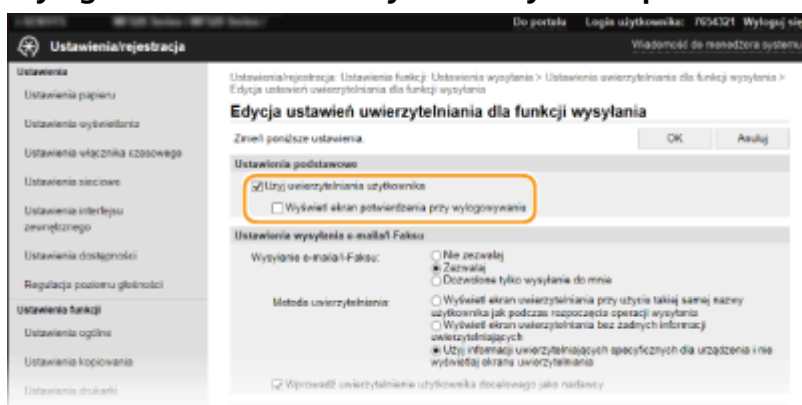 Do portalu Login użytkownika: 7654321 Wyloguj się
Ustawienia/rejestracja
Wiadomość do menedżera systemu
Ustawienia
Ustawienia papieru
Ustawienia wyświetlania
Ustawienia włącznika czasowego
Ustawienia sieciowe
Ustawienia interfejsu
zewnętrznego
Ustawienia dostępności
Regulacja poziomu głośności
Ustawienia funkcji
Ustawienia ogólne
Ustawienia kopiowania
Ustawienia drukarki
Ustawienia/rejestracja: Ustawienia funkcji: Ustawienia wysyłania > Ustawienia uwierzytelniania dla funkcji wysyłania >
Edycja ustawień uwierzytelniania dla funkcji wysyłania
Edycja ustawień uwierzytelniania dla funkcji wysyłania
Zmień poniższe ustawienia.
OK
Anuluj
Ustawienia podstawowe
Użyj uwierzytelniania użytkownika
Wyświetl ekran potwierdzenia przy wylogowywaniu
Ustawienia wysyłania e-maila/I-Faksu
Wysyłanie e-maila/I-Faksu:
Nie zezwalaj
Zezwalaj
Dozwolone tylko wysyłanie do mnie
Metoda uwierzytelniania:
Wyświetl ekran uwierzytelniania przy użyciu takiej samej nazwy
użytkownika jak podczas rozpoczęcia operacji wysyłania
Wyświetl ekran uwierzytelniania bez żadnych informacji
uwierzytelniających
Użyj informacji uwierzytelniających specyficznych dla urządzenia i nie
wyświetlaj ekranu uwierzytelniania
Wprowadź uwierzytelnienie użytkownika docelowego jako nadawcy